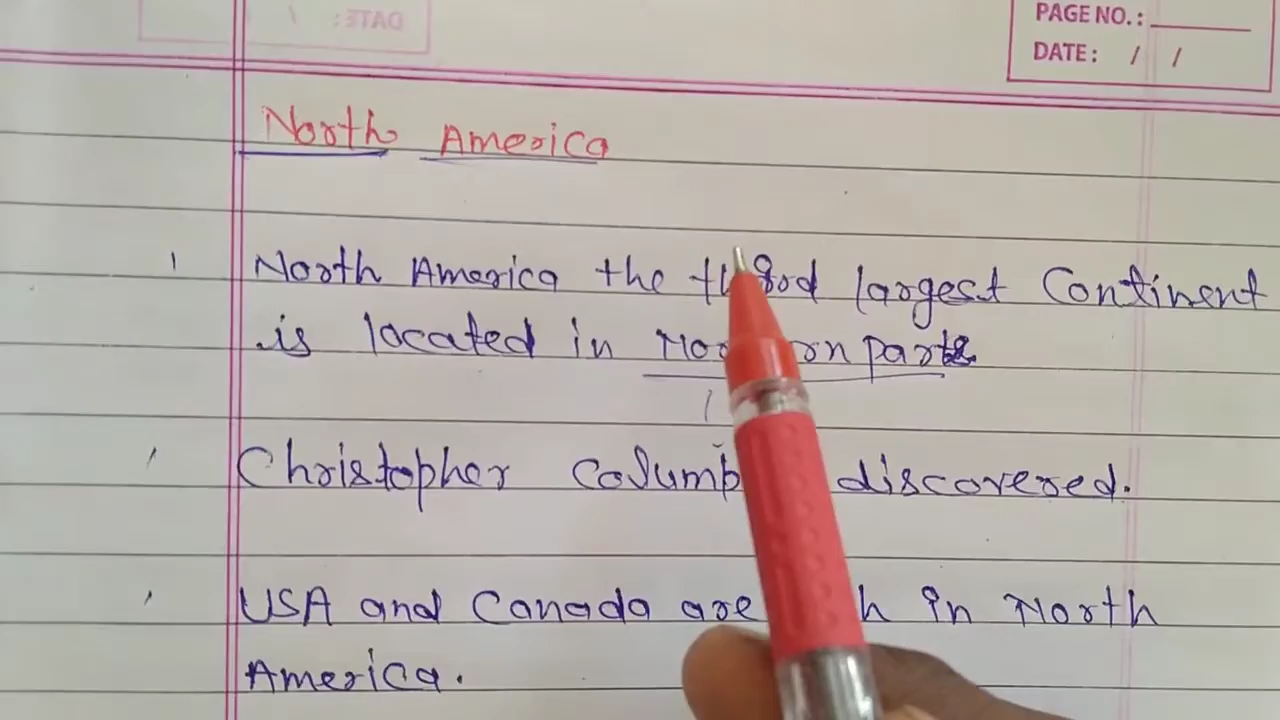 DATE: / /
PAGE NO.:
DATE: / /
North America
North America the largest Continent
is located in
Christopher discovered.
USA and Canada are in North
America.